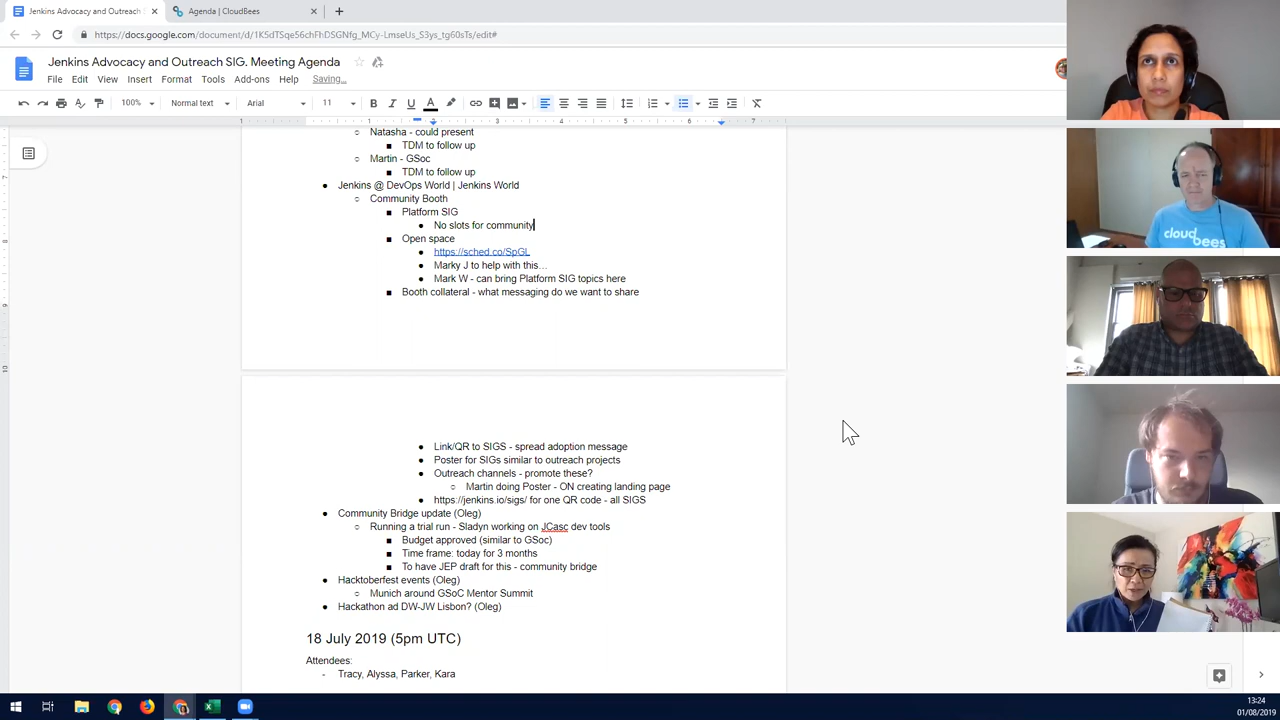 Jenkins Advocacy and Outreach S
Agenda | CloudBees
https://docs.google.com/document/d/1K5dTSqe56chFhDSGNfg_MCy-LmseUs_S3ys_tg60sTs/edit#
Jenkins Advocacy and Outreach SIG. Meeting Agenda
File Edit View Insert Format Tools Add-ons Help Saving...
100% Normal text Arial 11
1 1 2 3 4 5 6 7
Natasha - could present
TDM to follow up
Martin - GSoc
TDM to follow up
Jenkins @ DevOps World | Jenkins World
Community Booth
Platform SIG
No slots for community
Open space
https://sched.co/SpGL
Marky J to help with this...
Mark W - can bring Platform SIG topics here
Booth collateral - what messaging do we want to share
Link/QR to SIGS - spread adoption message
Poster for SIGs similar to outreach projects
Outreach channels - promote these?
Martin doing Poster - ON creating landing page
https://jenkins.io/sigs/ for one QR code - all SIGS
Community Bridge update (Oleg)
Running a trial run - Sladyn working on JCasc dev tools
Budget approved (similar to GSoc)
Time frame: today for 3 months
To have JEP draft for this - community bridge
Hacktoberfest events (Oleg)
Munich around GSoC Mentor Summit
Hackathon ad DW-JW Lisbon? (Oleg)
18 July 2019 (5pm UTC)
Attendees:
- Tracy, Alyssa, Parker, Kara
cloudbees
13:24
01/08/2019